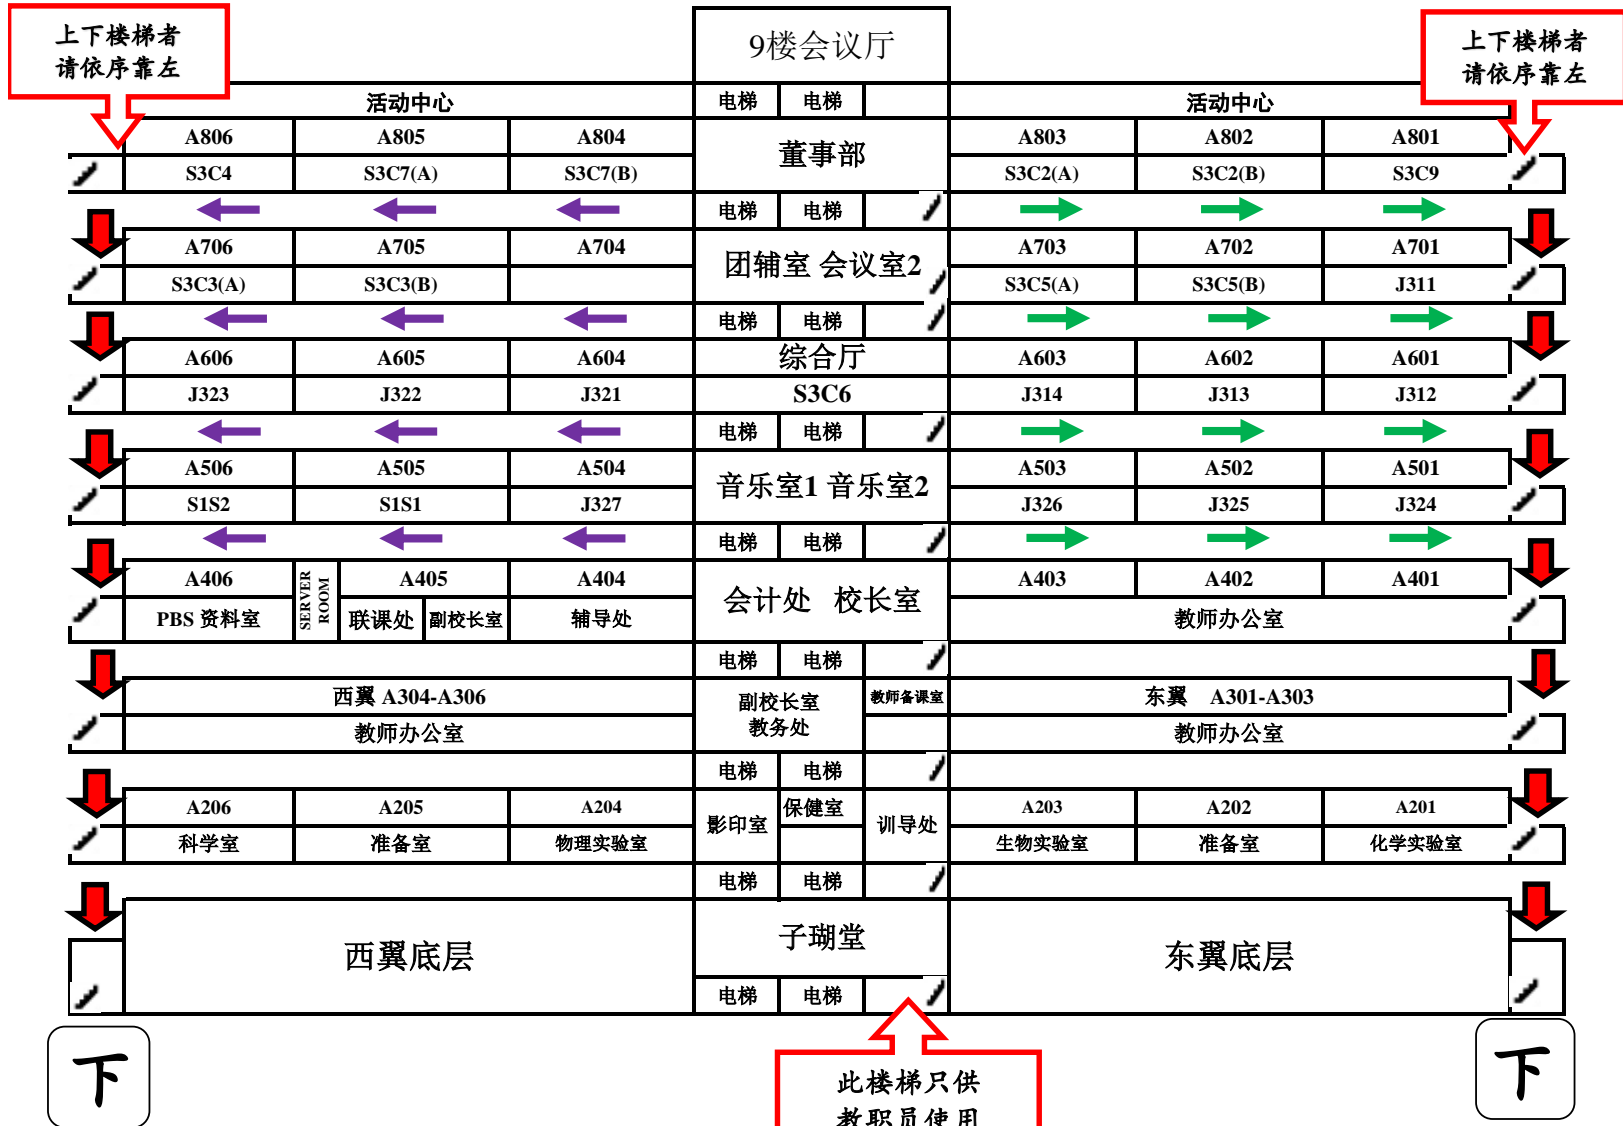 上下楼梯者
请依序靠左
9楼会议厅
上下楼梯者
请依序靠左
活动中心 电梯 电梯 活动中心
A806 A805 A804 董事部 A803 A802 A801
S3C4 S3C7(A) S3C7(B) S3C2(A) S3C2(B) S3C9
电梯 电梯
A706 A705 A704 团辅室 会议室2 A703 A702 A701
S3C3(A) S3C3(B) S3C5(A) S3C5(B) J311
电梯 电梯
A606 A605 A604 综合厅 A603 A602 A601
J323 J322 J321 S3C6 J314 J313 J312
电梯 电梯
A506 A505 A504 音乐室1 音乐室2 A503 A502 A501
S1S2 S1S1 J327 J326 J325 J324
电梯 电梯
A406 SERVER ROOM A405 A404 会计处 校长室 A403 A402 A401
PBS 资料室 联课处 副校长室 辅导处 教师办公室
电梯 电梯
西翼 A304-A306 副校长室 教师备课室 东翼 A301-A303
教师办公室 教务处 教师办公室
电梯 电梯
A206 A205 A204 影印室 保健室 训导处 A203 A202 A201
科学室 准备室 物理实验室 生物实验室 准备室 化学实验室
电梯 电梯
西翼底层 子瑚堂 东翼底层
电梯 电梯
下 下
此楼梯只供
教职员使用